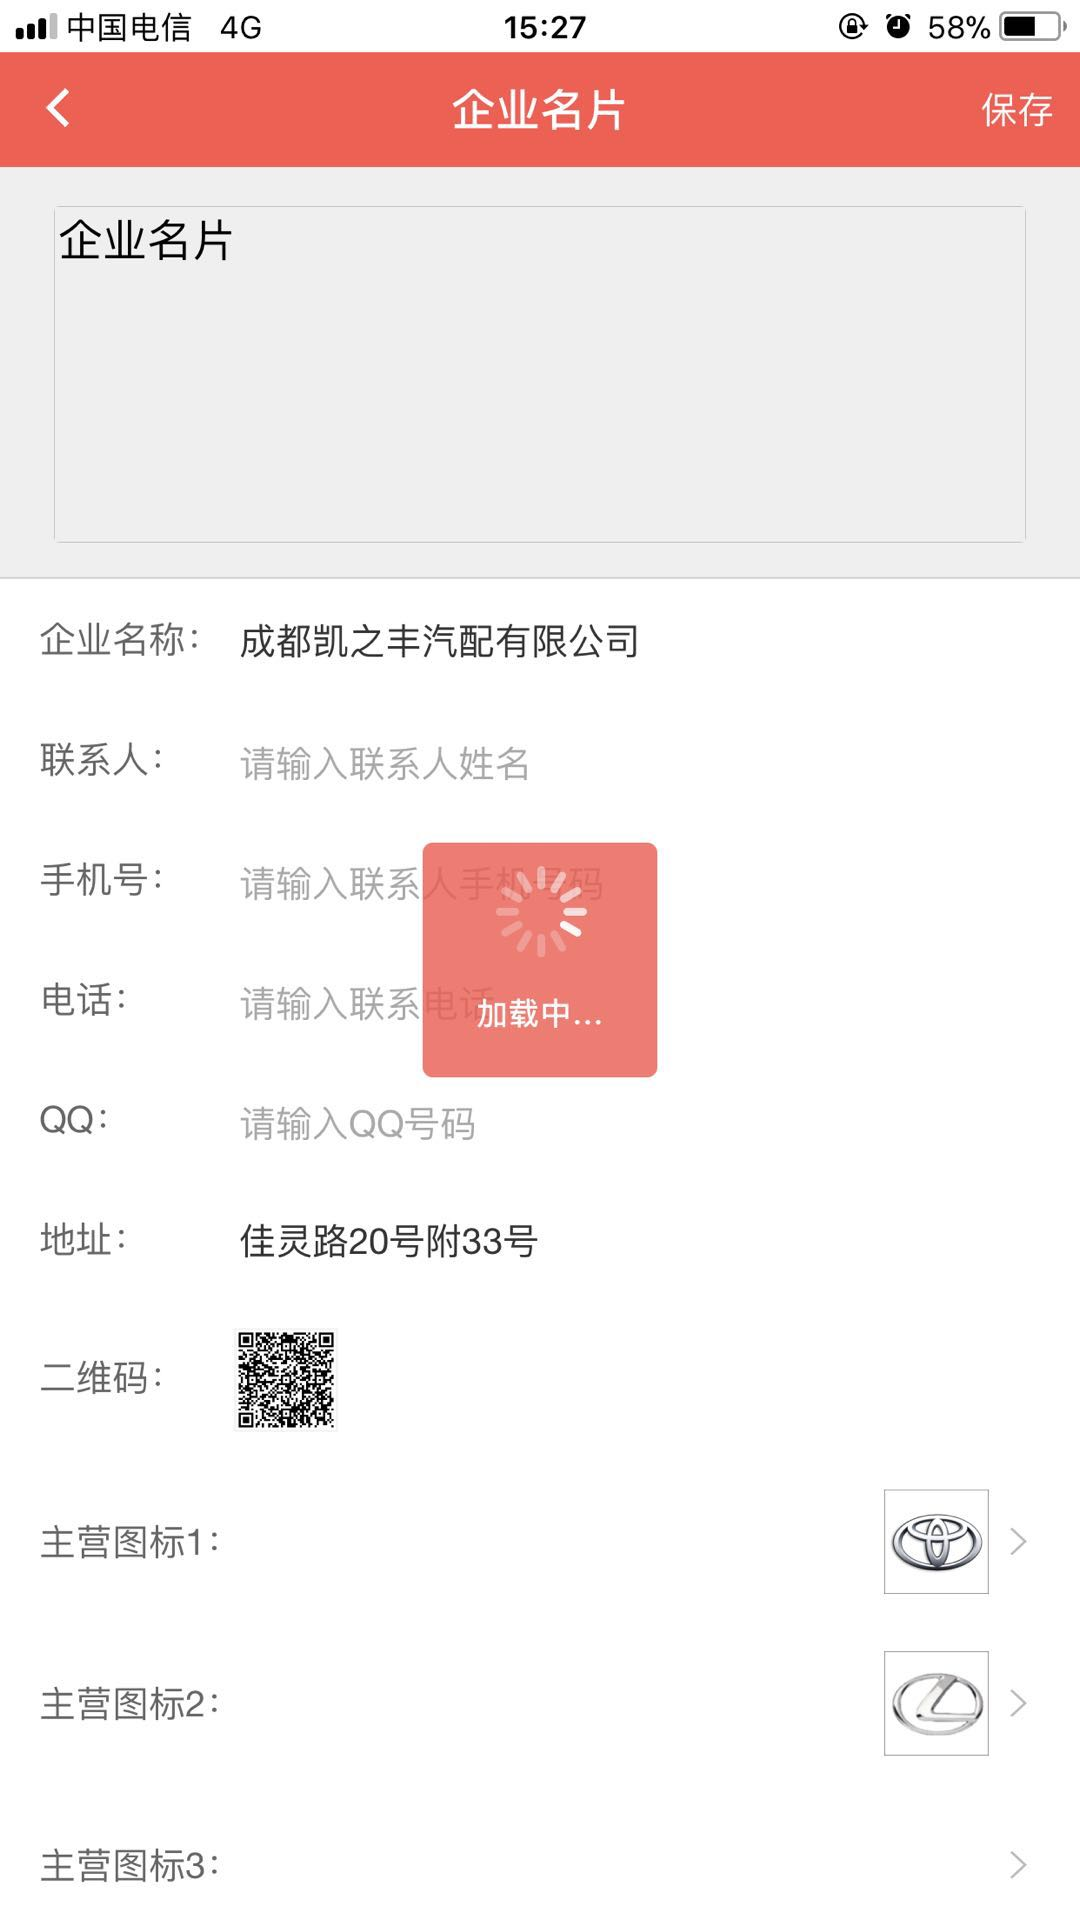 中国电信 4G 15:27 58%
企业名片 保存
企业名片
企业名称： 成都凯之丰汽配有限公司
联系人： 请输入联系人姓名
手机号： 请输入联系人手机号码
电话： 请输入联系电话
加载中...
QQ： 请输入QQ号码
地址： 佳灵路20号附33号
二维码：
主营图标1：
主营图标2：
主营图标3：